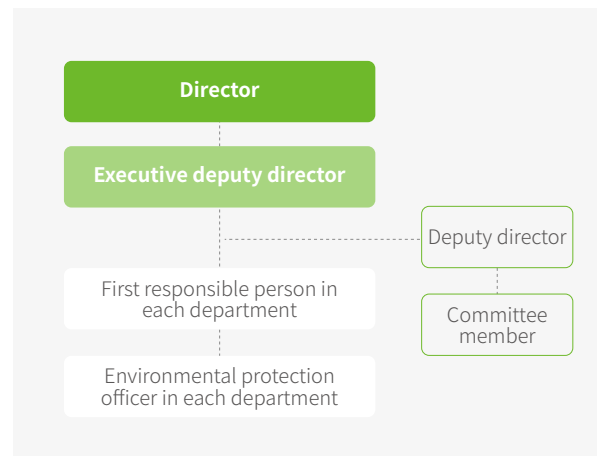 Director
Executive deputy director
Deputy director
First responsible person in
each department
Committee
member
Environmental protection
officer in each department